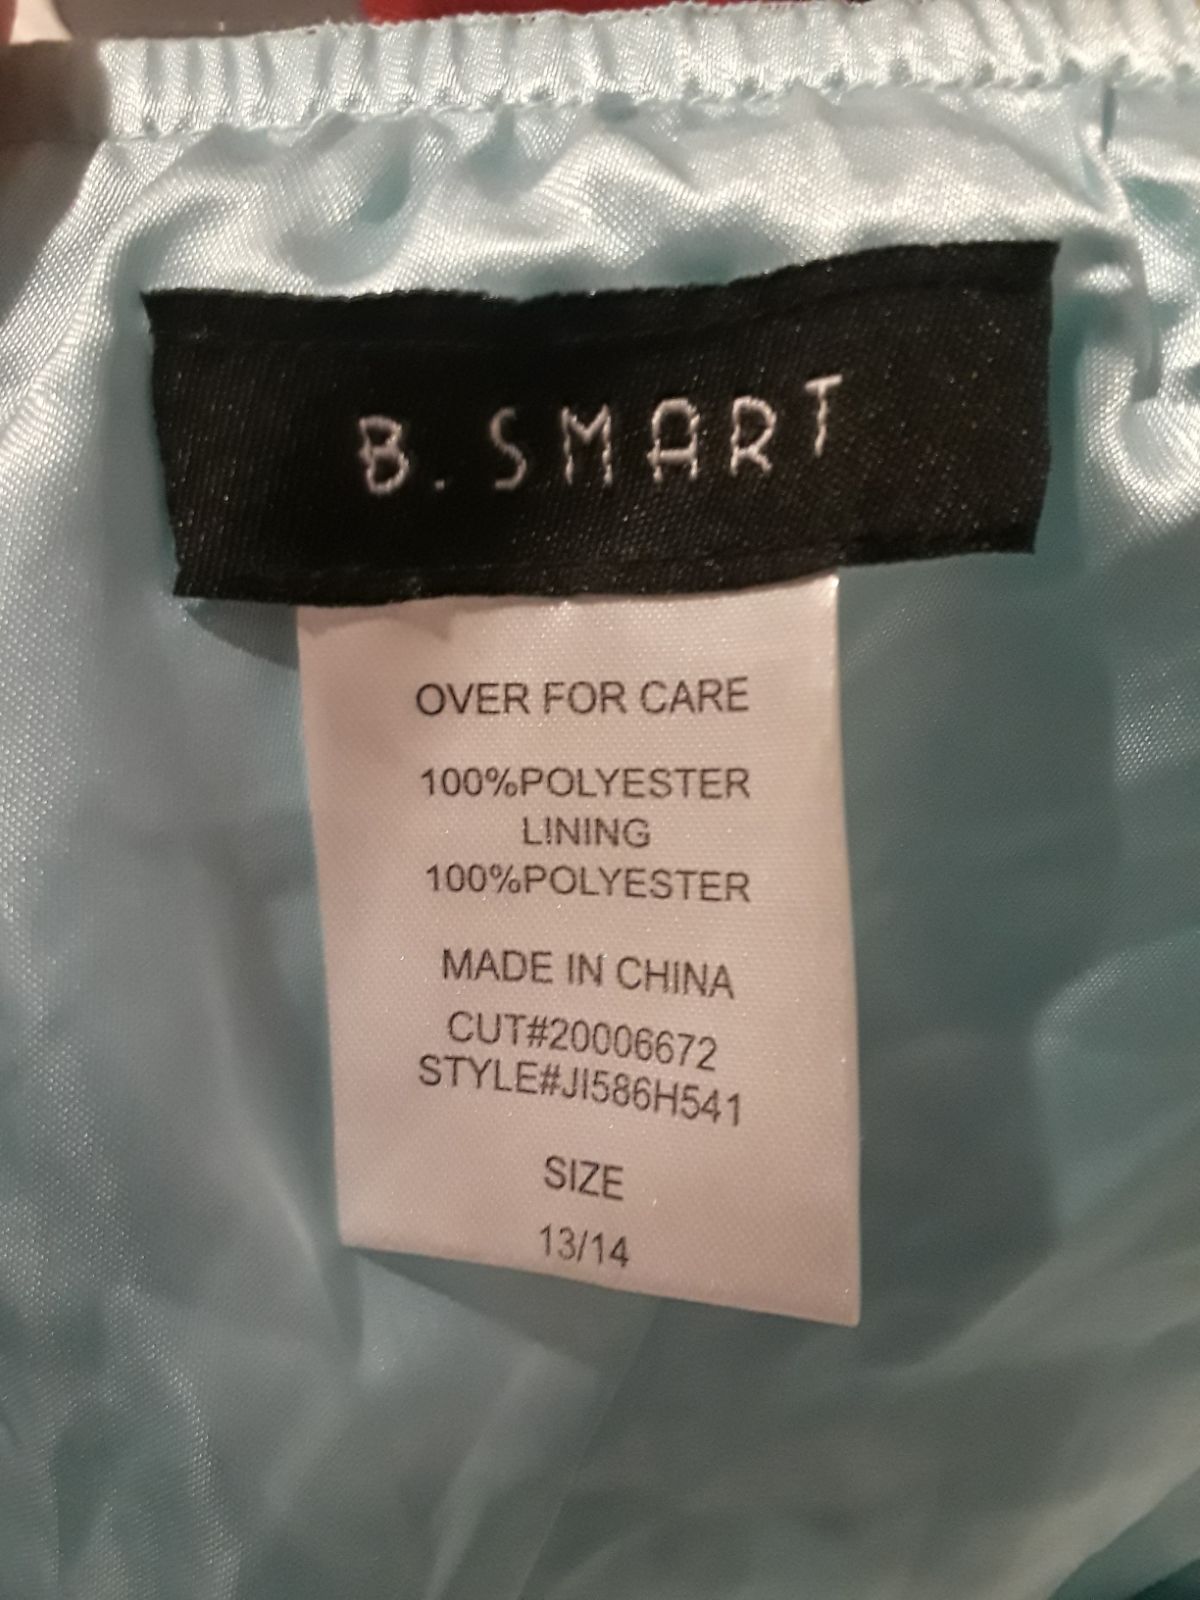 B. SMART
OVER FOR CARE
100%POLYESTER
LINING
100%POLYESTER
MADE IN CHINA
CUT#20006672
STYLE#JI586H541
SIZE
13/14